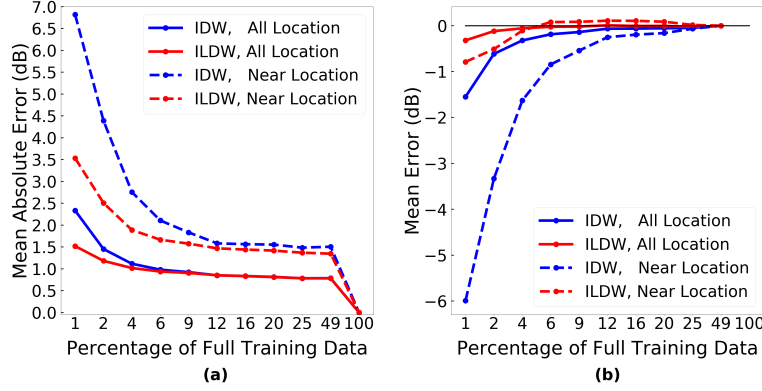 7.0
6.5
6.0
5.5
5.0
4.5
4.0
3.5
3.0
2.5
2.0
1.5
1.0
0.5
0.0
Mean Absolute Error (dB)
IDW, All Location
ILDW, All Location
IDW, Near Location
ILDW, Near Location
1 2 4 6 9 12 16 20 25 49 100
Percentage of Full Training Data
(a)
0
−1
−2
−3
−4
−5
−6
Mean Error (dB)
IDW, All Location
ILDW, All Location
IDW, Near Location
ILDW, Near Location
1 2 4 6 9 12 16 20 25 49 100
Percentage of Full Training Data
(b)